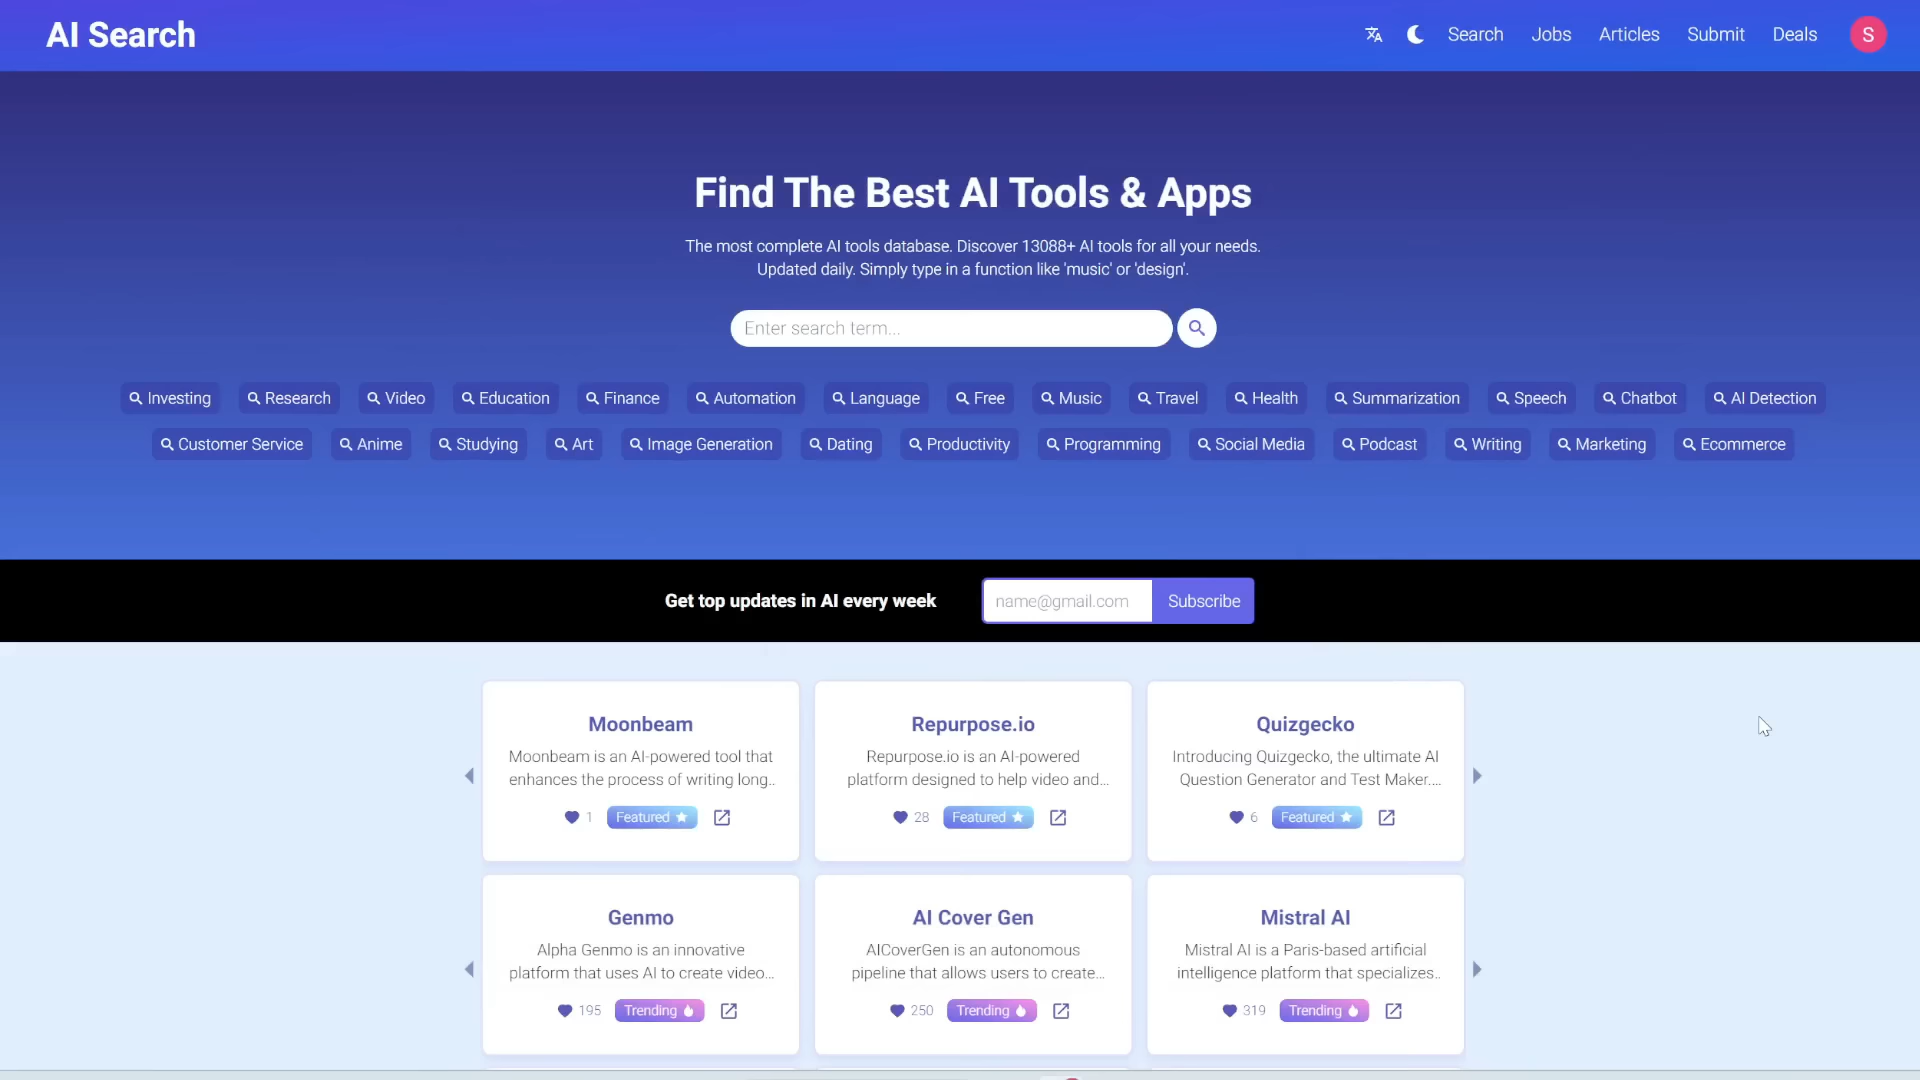 AI Search
Search Jobs Articles Submit Deals S
Find The Best AI Tools & Apps
The most complete AI tools database. Discover 13088+ AI tools for all your needs.
Updated daily. Simply type in a function like 'music' or 'design'.
Enter search term...
Investing Research Video Education Finance Automation Language Free Music Travel Health Summarization Speech Chatbot AI Detection
Customer Service Anime Studying Art Image Generation Dating Productivity Programming Social Media Podcast Writing Marketing Ecommerce
Get top updates in AI every week name@gmail.com Subscribe
Moonbeam
Moonbeam is an AI-powered tool that
enhances the process of writing long..
1 Featured
Repurpose.io
Repurpose.io is an AI-powered
platform designed to help video and...
28 Featured
Quizgecko
Introducing Quizgecko, the ultimate AI
Question Generator and Test Maker....
6 Featured
Genmo
Alpha Genmo is an innovative
platform that uses AI to create video...
195 Trending
AI Cover Gen
AICoverGen is an autonomous
pipeline that allows users to create...
250 Trending
Mistral AI
Mistral AI is a Paris-based artificial
intelligence platform that specializes..
319 Trending